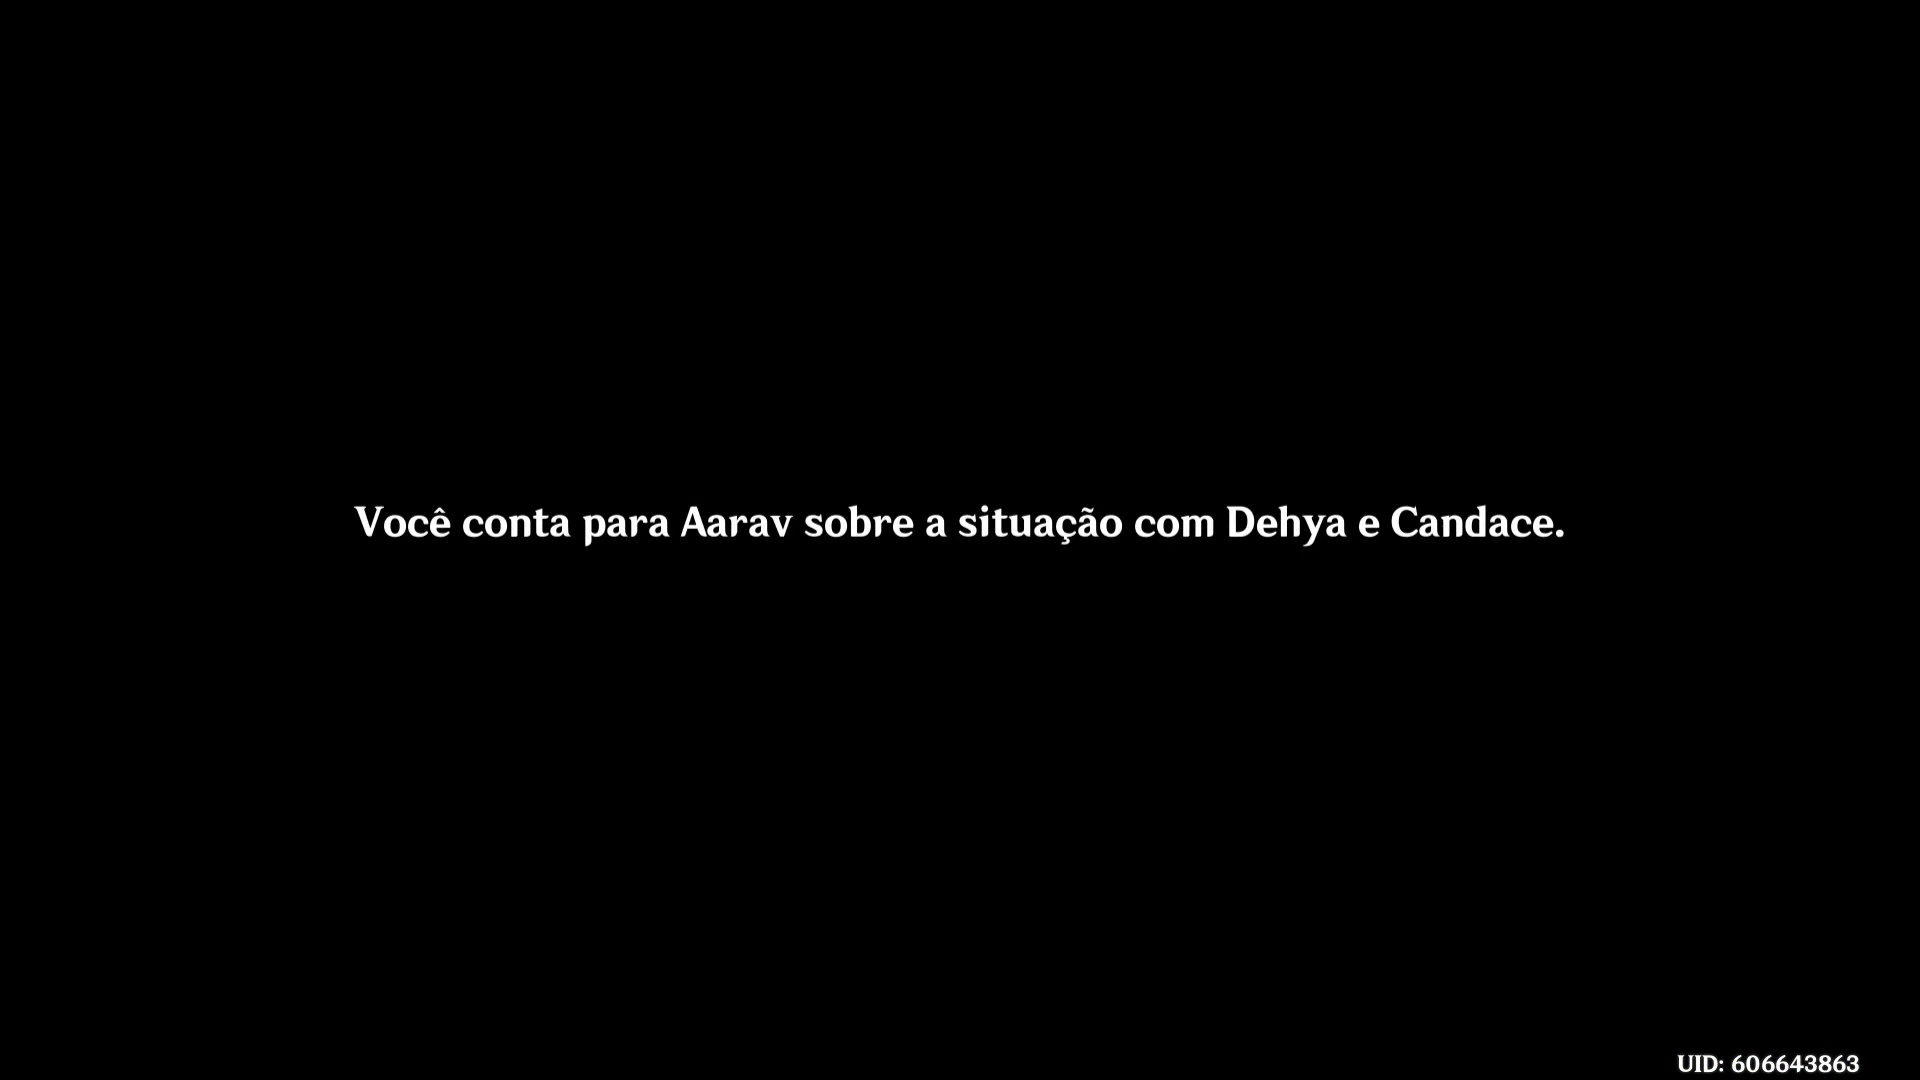 Você conta para Aarav sobre a situação com Dehya e Candace.
UID: 606643863